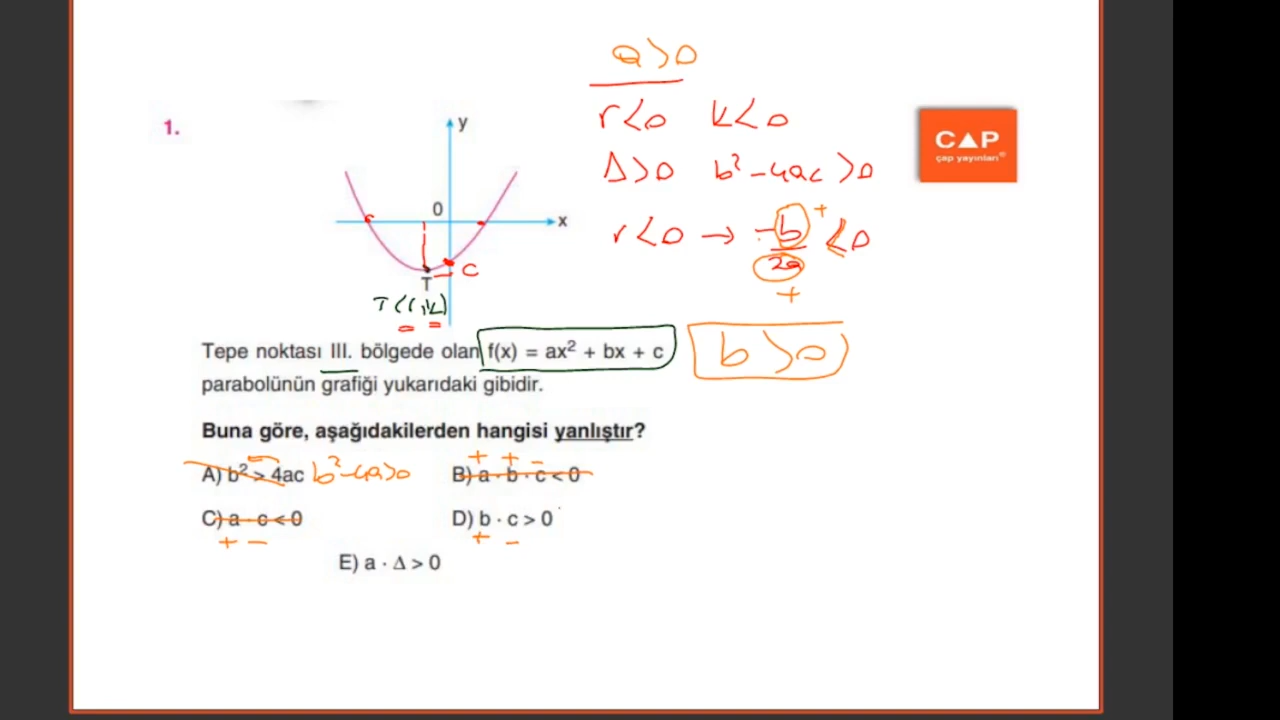 a>0
r<0 k<0
1.
y
ÇAP
çap yayınları®
Δ>0 b²-4ac>0
0
x
r<0 → -b/2a <0
+
+
c
T
T(r,k)
Tepe noktası III. bölgede olan f(x) = ax² + bx + c
b>0
parabolünün grafiği yukarıdaki gibidir.
Buna göre, aşağıdakilerden hangisi yanlıştır?
+ + -
A) b² > 4ac b²-4a>0 B) a · b · c < 0
C) a · c < 0 D) b · c > 0
+ - + -
E) a · Δ > 0